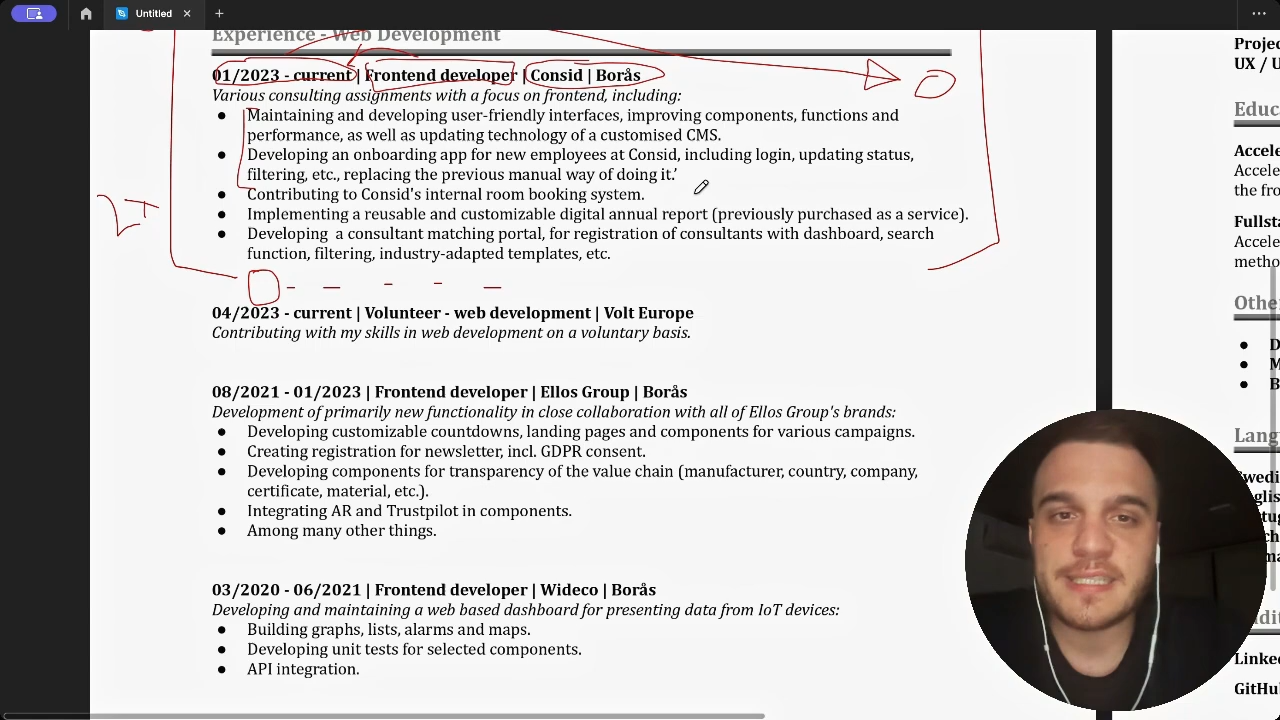 Untitled
Experience - Web Development
01/2023 - current | Frontend developer | Consid | Borås
Various consulting assignments with a focus on frontend, including:
● Maintaining and developing user-friendly interfaces, improving components, functions and
performance, as well as updating technology of a customised CMS.
● Developing an onboarding app for new employees at Consid, including login, updating status,
filtering, etc., replacing the previous manual way of doing it.’
● Contributing to Consid's internal room booking system.
● Implementing a reusable and customizable digital annual report (previously purchased as a service).
● Developing  a consultant matching portal, for registration of consultants with dashboard, search
function, filtering, industry-adapted templates, etc.
04/2023 - current | Volunteer - web development | Volt Europe
Contributing with my skills in web development on a voluntary basis.
08/2021 - 01/2023 | Frontend developer | Ellos Group | Borås
Development of primarily new functionality in close collaboration with all of Ellos Group's brands:
● Developing customizable countdowns, landing pages and components for various campaigns.
● Creating registration for newsletter, incl. GDPR consent.
● Developing components for transparency of the value chain (manufacturer, country, company,
certificate, material, etc.).
● Integrating AR and Trustpilot in components.
● Among many other things.
03/2020 - 06/2021 | Frontend developer | Wideco | Borås
Developing and maintaining a web based dashboard for presenting data from IoT devices:
● Building graphs, lists, alarms and maps.
● Developing unit tests for selected components.
● API integration.
UX / U
the fro